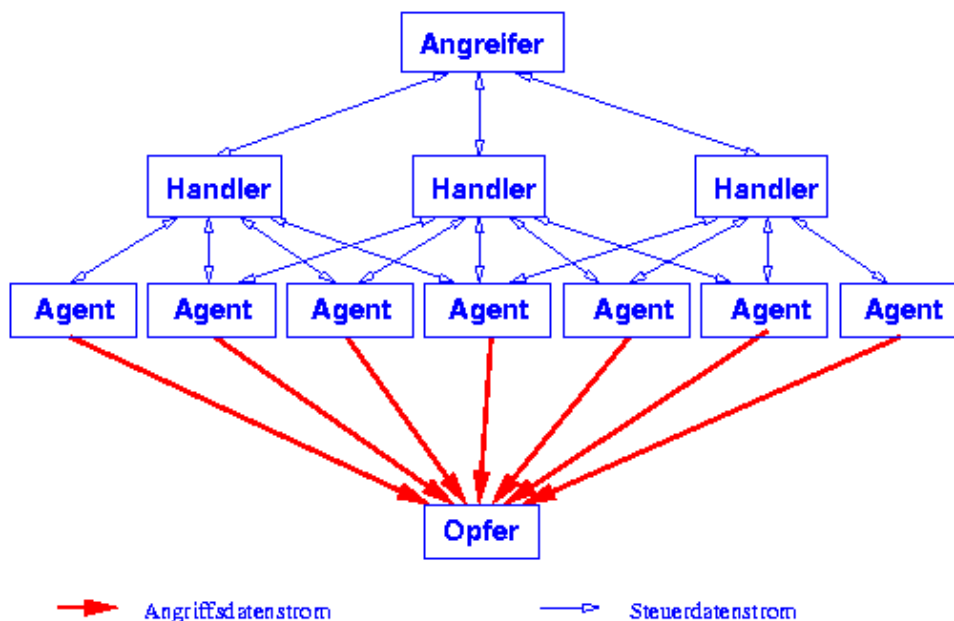 Angreifer
Handler Handler Handler
Agent Agent Agent Agent Agent Agent Agent
Opfer
Angriffsdatenstrom Steuerdatenstrom